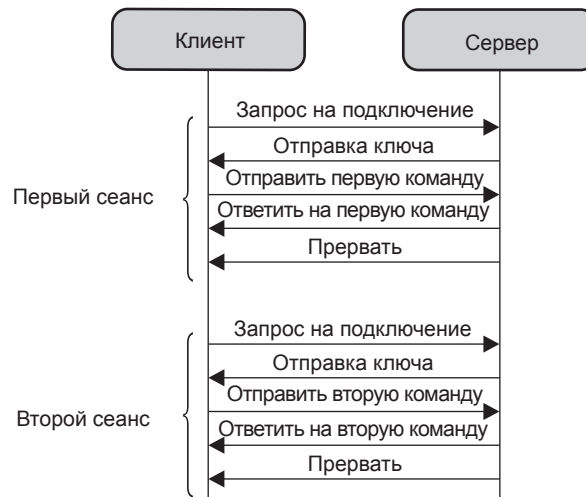 Клиент
Сервер
Запрос на подключение
Отправка ключа
Отправить первую команду
Ответить на первую команду
Прервать
Первый сеанс
Запрос на подключение
Отправка ключа
Отправить вторую команду
Ответить на вторую команду
Прервать
Второй сеанс